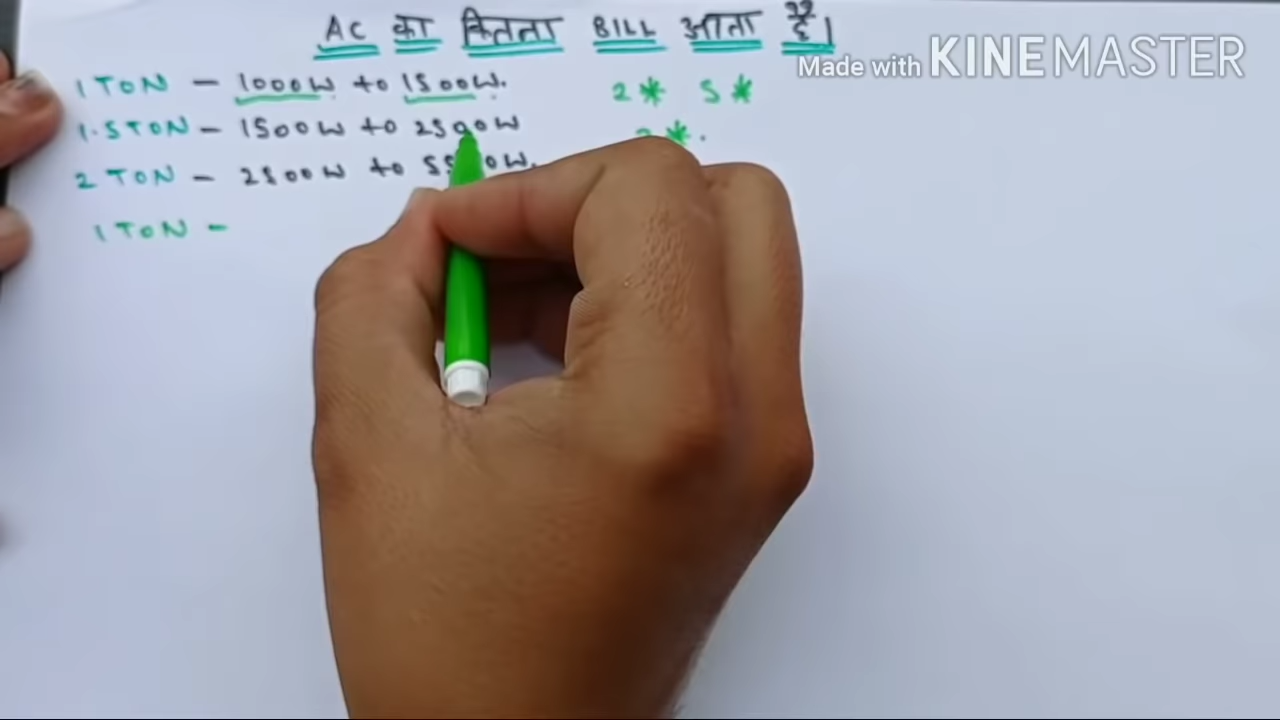 AC का कितना BILL आता है।
Made with KINEMASTER
1 TON - 1000W to 1500W. 2* 5*
1.5 TON - 1500W to 2500W
2 TON - 2500W to
1 TON -